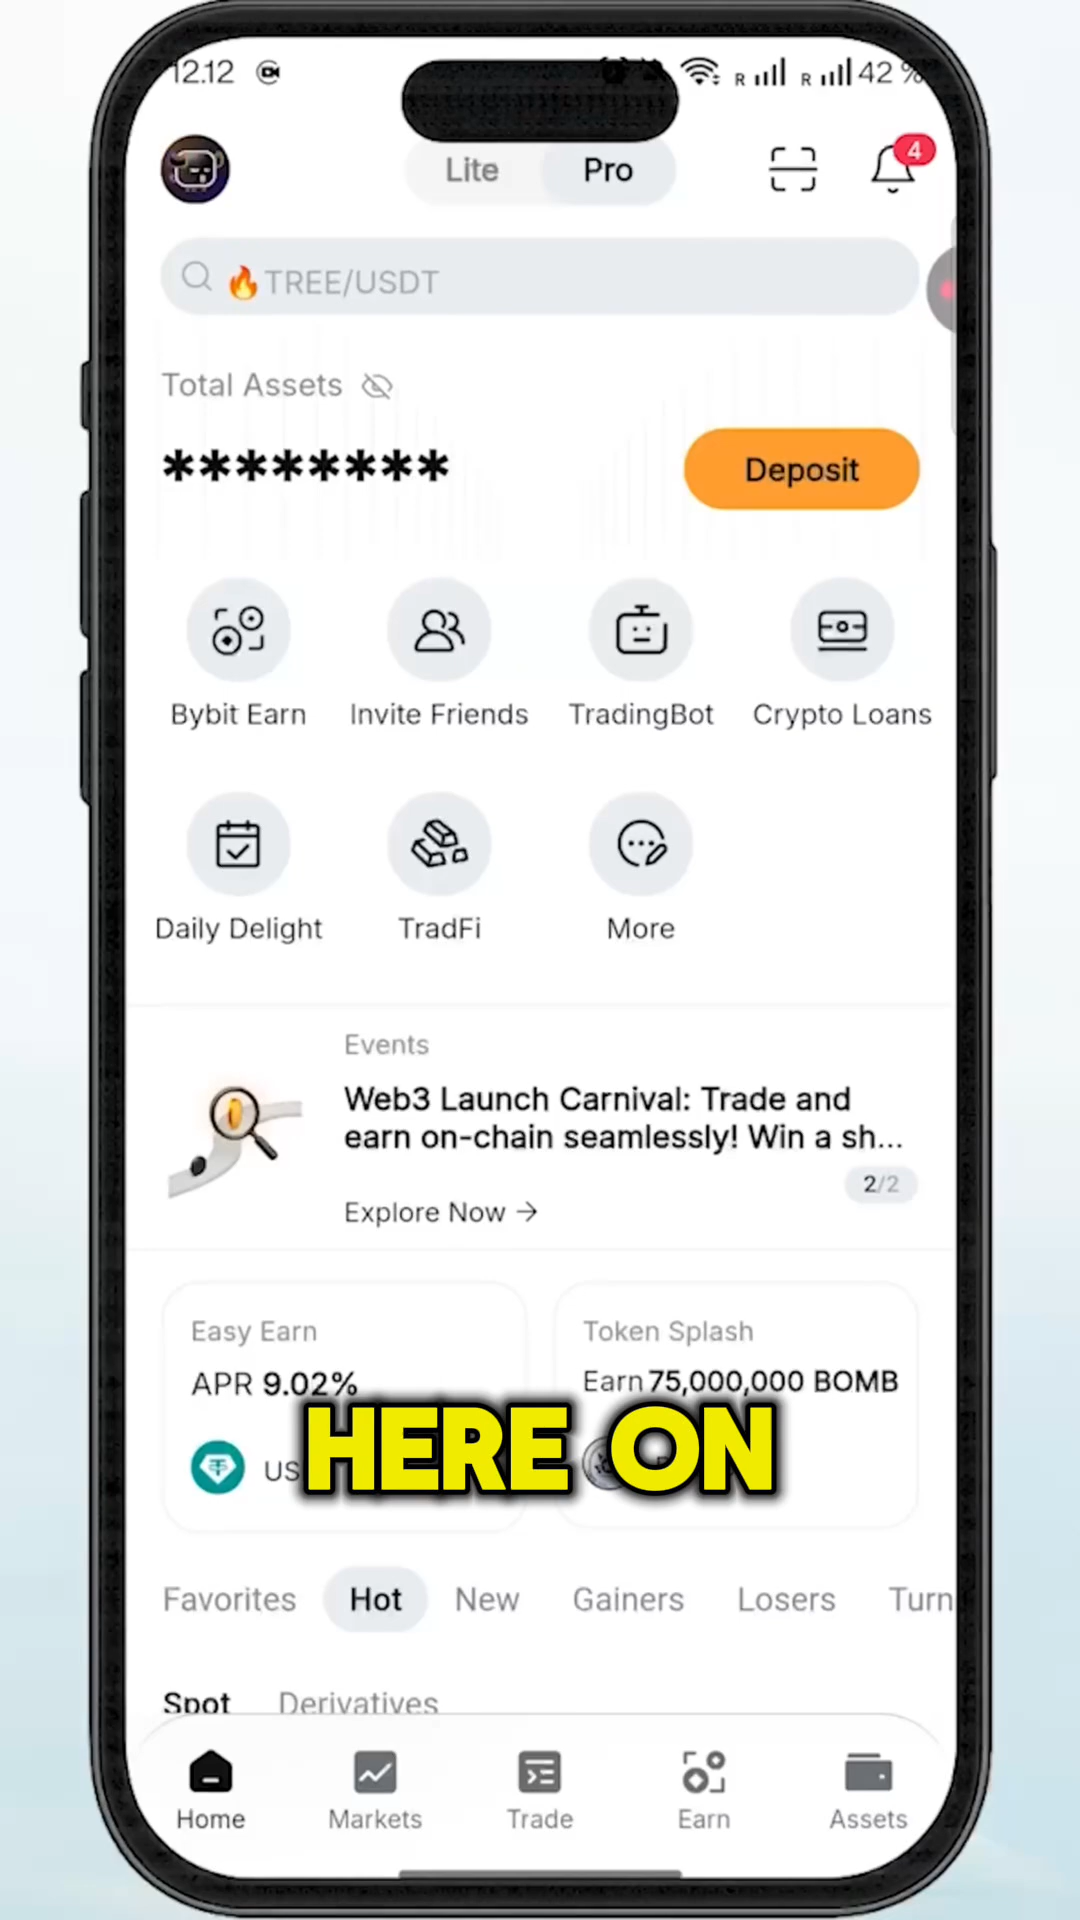 12.12
R R 42 %
Lite Pro
4
🔥TREE/USDT
Total Assets
********
Deposit
Bybit Earn Invite Friends TradingBot Crypto Loans
Daily Delight TradFi More
Events
Web3 Launch Carnival: Trade and
earn on-chain seamlessly! Win a sh...
2/2
Explore Now →
Easy Earn
APR 9.02%
US
Token Splash
Earn 75,000,000 BOMB
HERE ON
Favorites Hot New Gainers Losers Turn
Spot Derivatives
Home Markets Trade Earn Assets